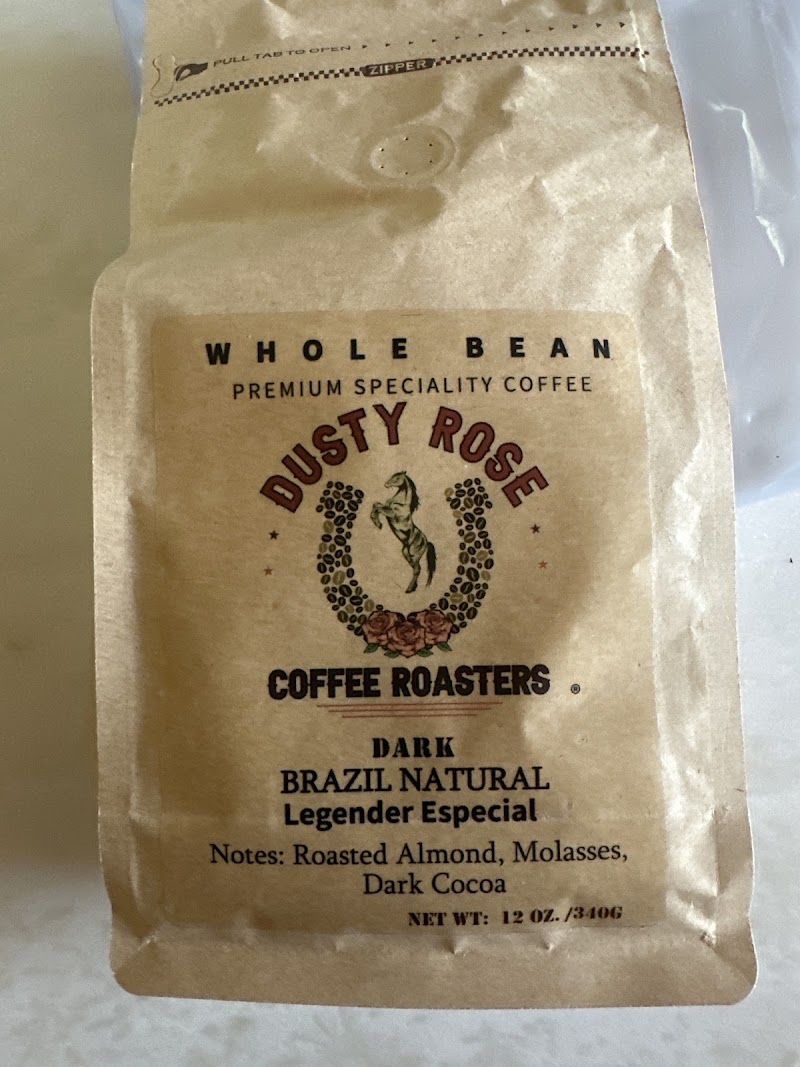 PULL TAB TO OPEN
ZIPPER
WHOLE BEAN
PREMIUM SPECIALITY COFFEE
DUSTY ROSE
COFFEE ROASTERS ®
DARK
BRAZIL NATURAL
Legender Especial
Notes: Roasted Almond, Molasses,
Dark Cocoa
NET WT: 12 OZ./340G